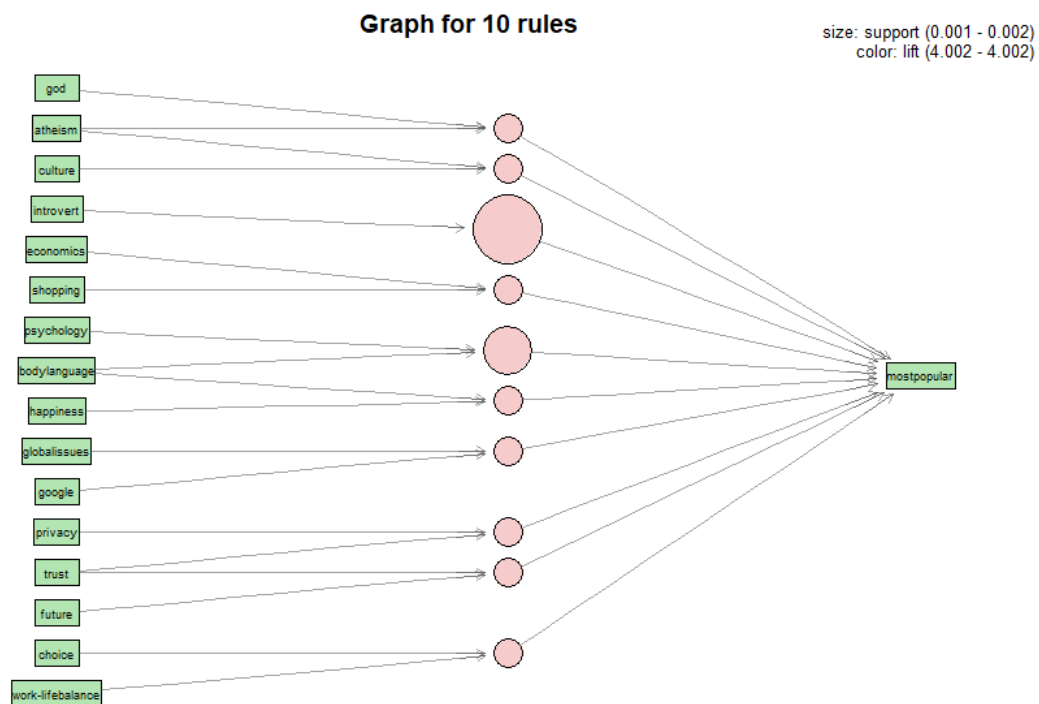 Graph for 10 rules
size: support (0.001 - 0.002)
color: lift (4.002 - 4.002)
god
atheism
culture
introvert
economics
shopping
psychology
bodylanguage
mostpopular
happiness
globalissues
google
privacy
trust
future
choice
work-lifebalance